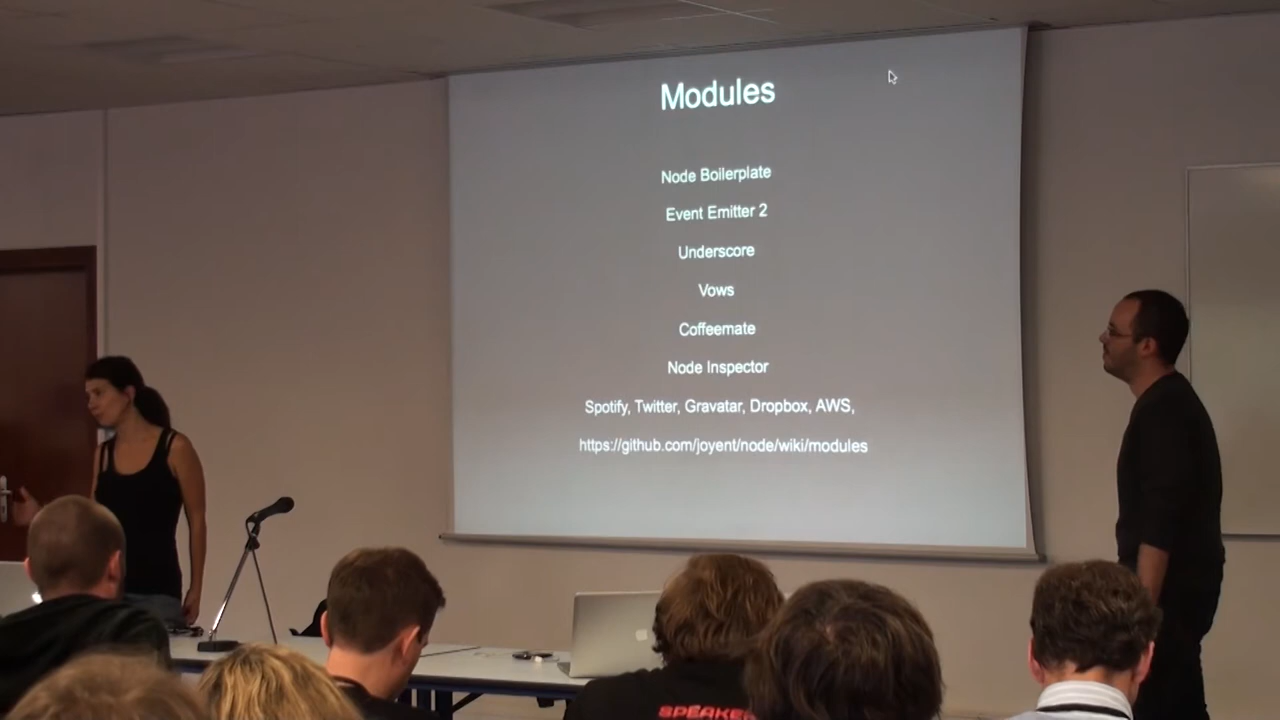 Modules
Node Boilerplate
Event Emitter 2
Underscore
Vows
Coffeemate
Node Inspector
Spotify, Twitter, Gravatar, Dropbox, AWS,
https://github.com/joyent/node/wiki/modules
SPEAKER